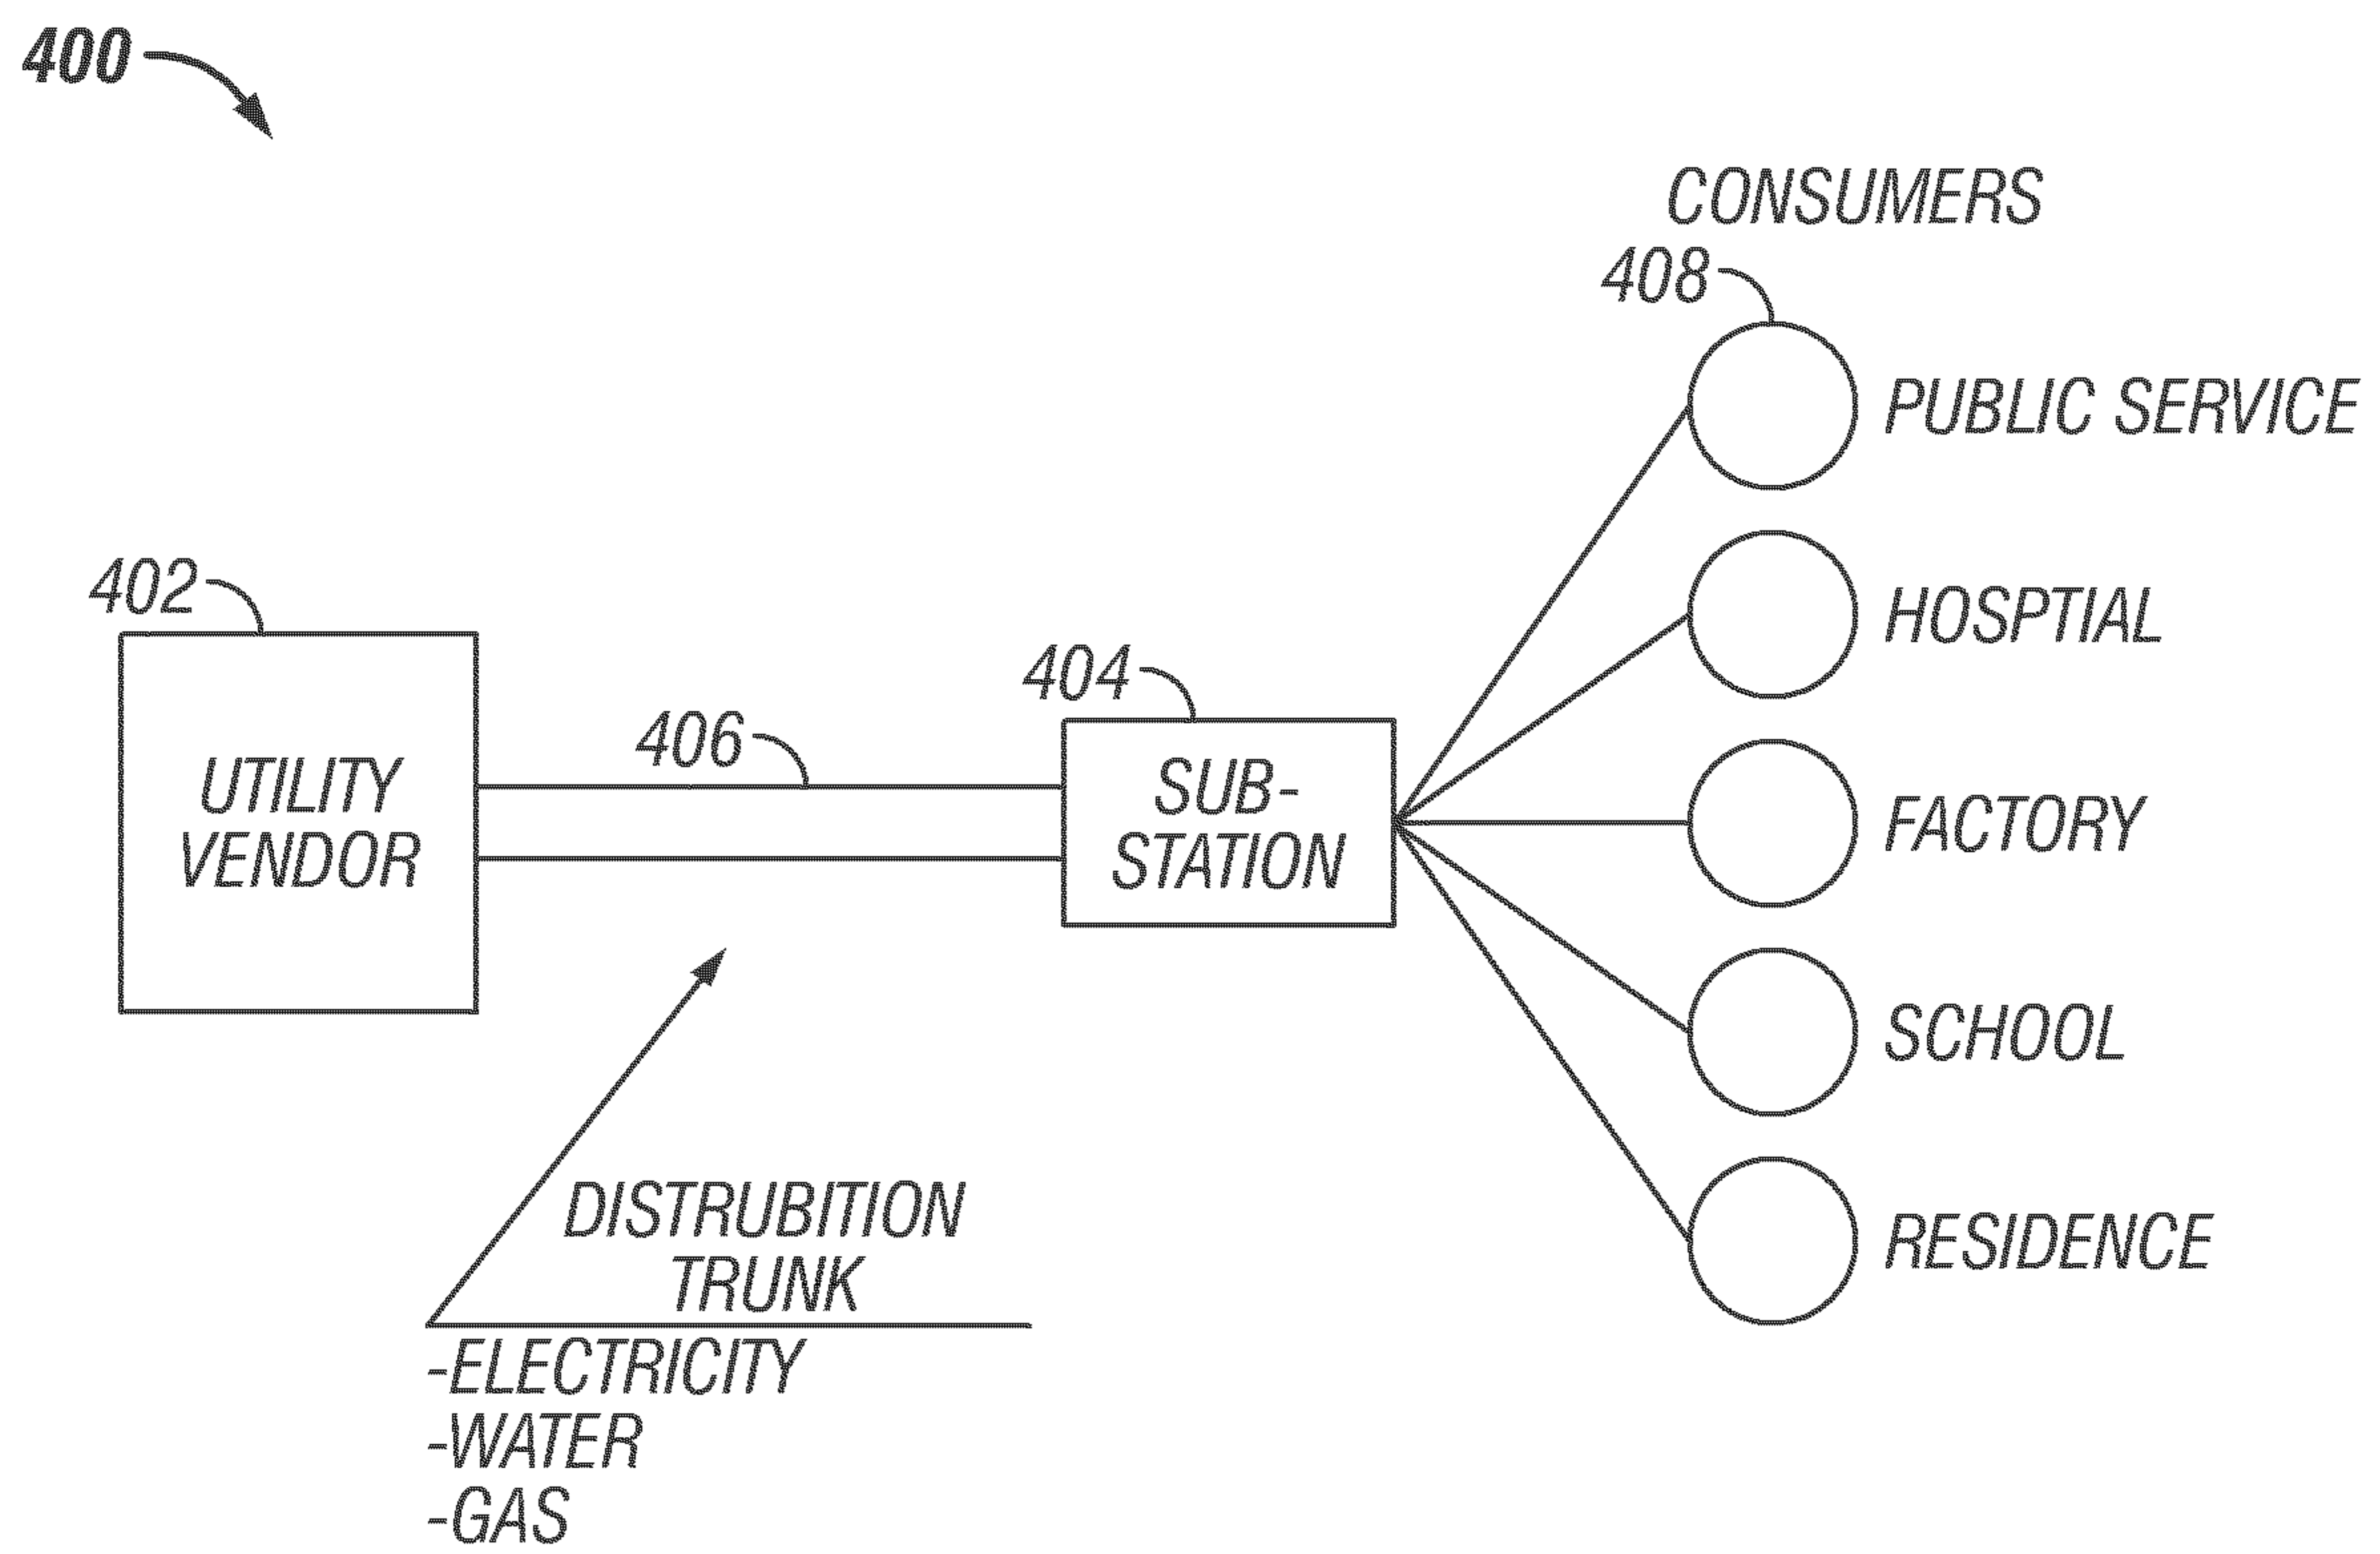 400
CONSUMERS
408
PUBLIC SERVICE
402
HOSPTIAL
404
406
UTILITY
VENDOR
SUB-
STATION
FACTORY
SCHOOL
DISTRUBITION
TRUNK
RESIDENCE
-ELECTRICITY
-WATER
-GAS